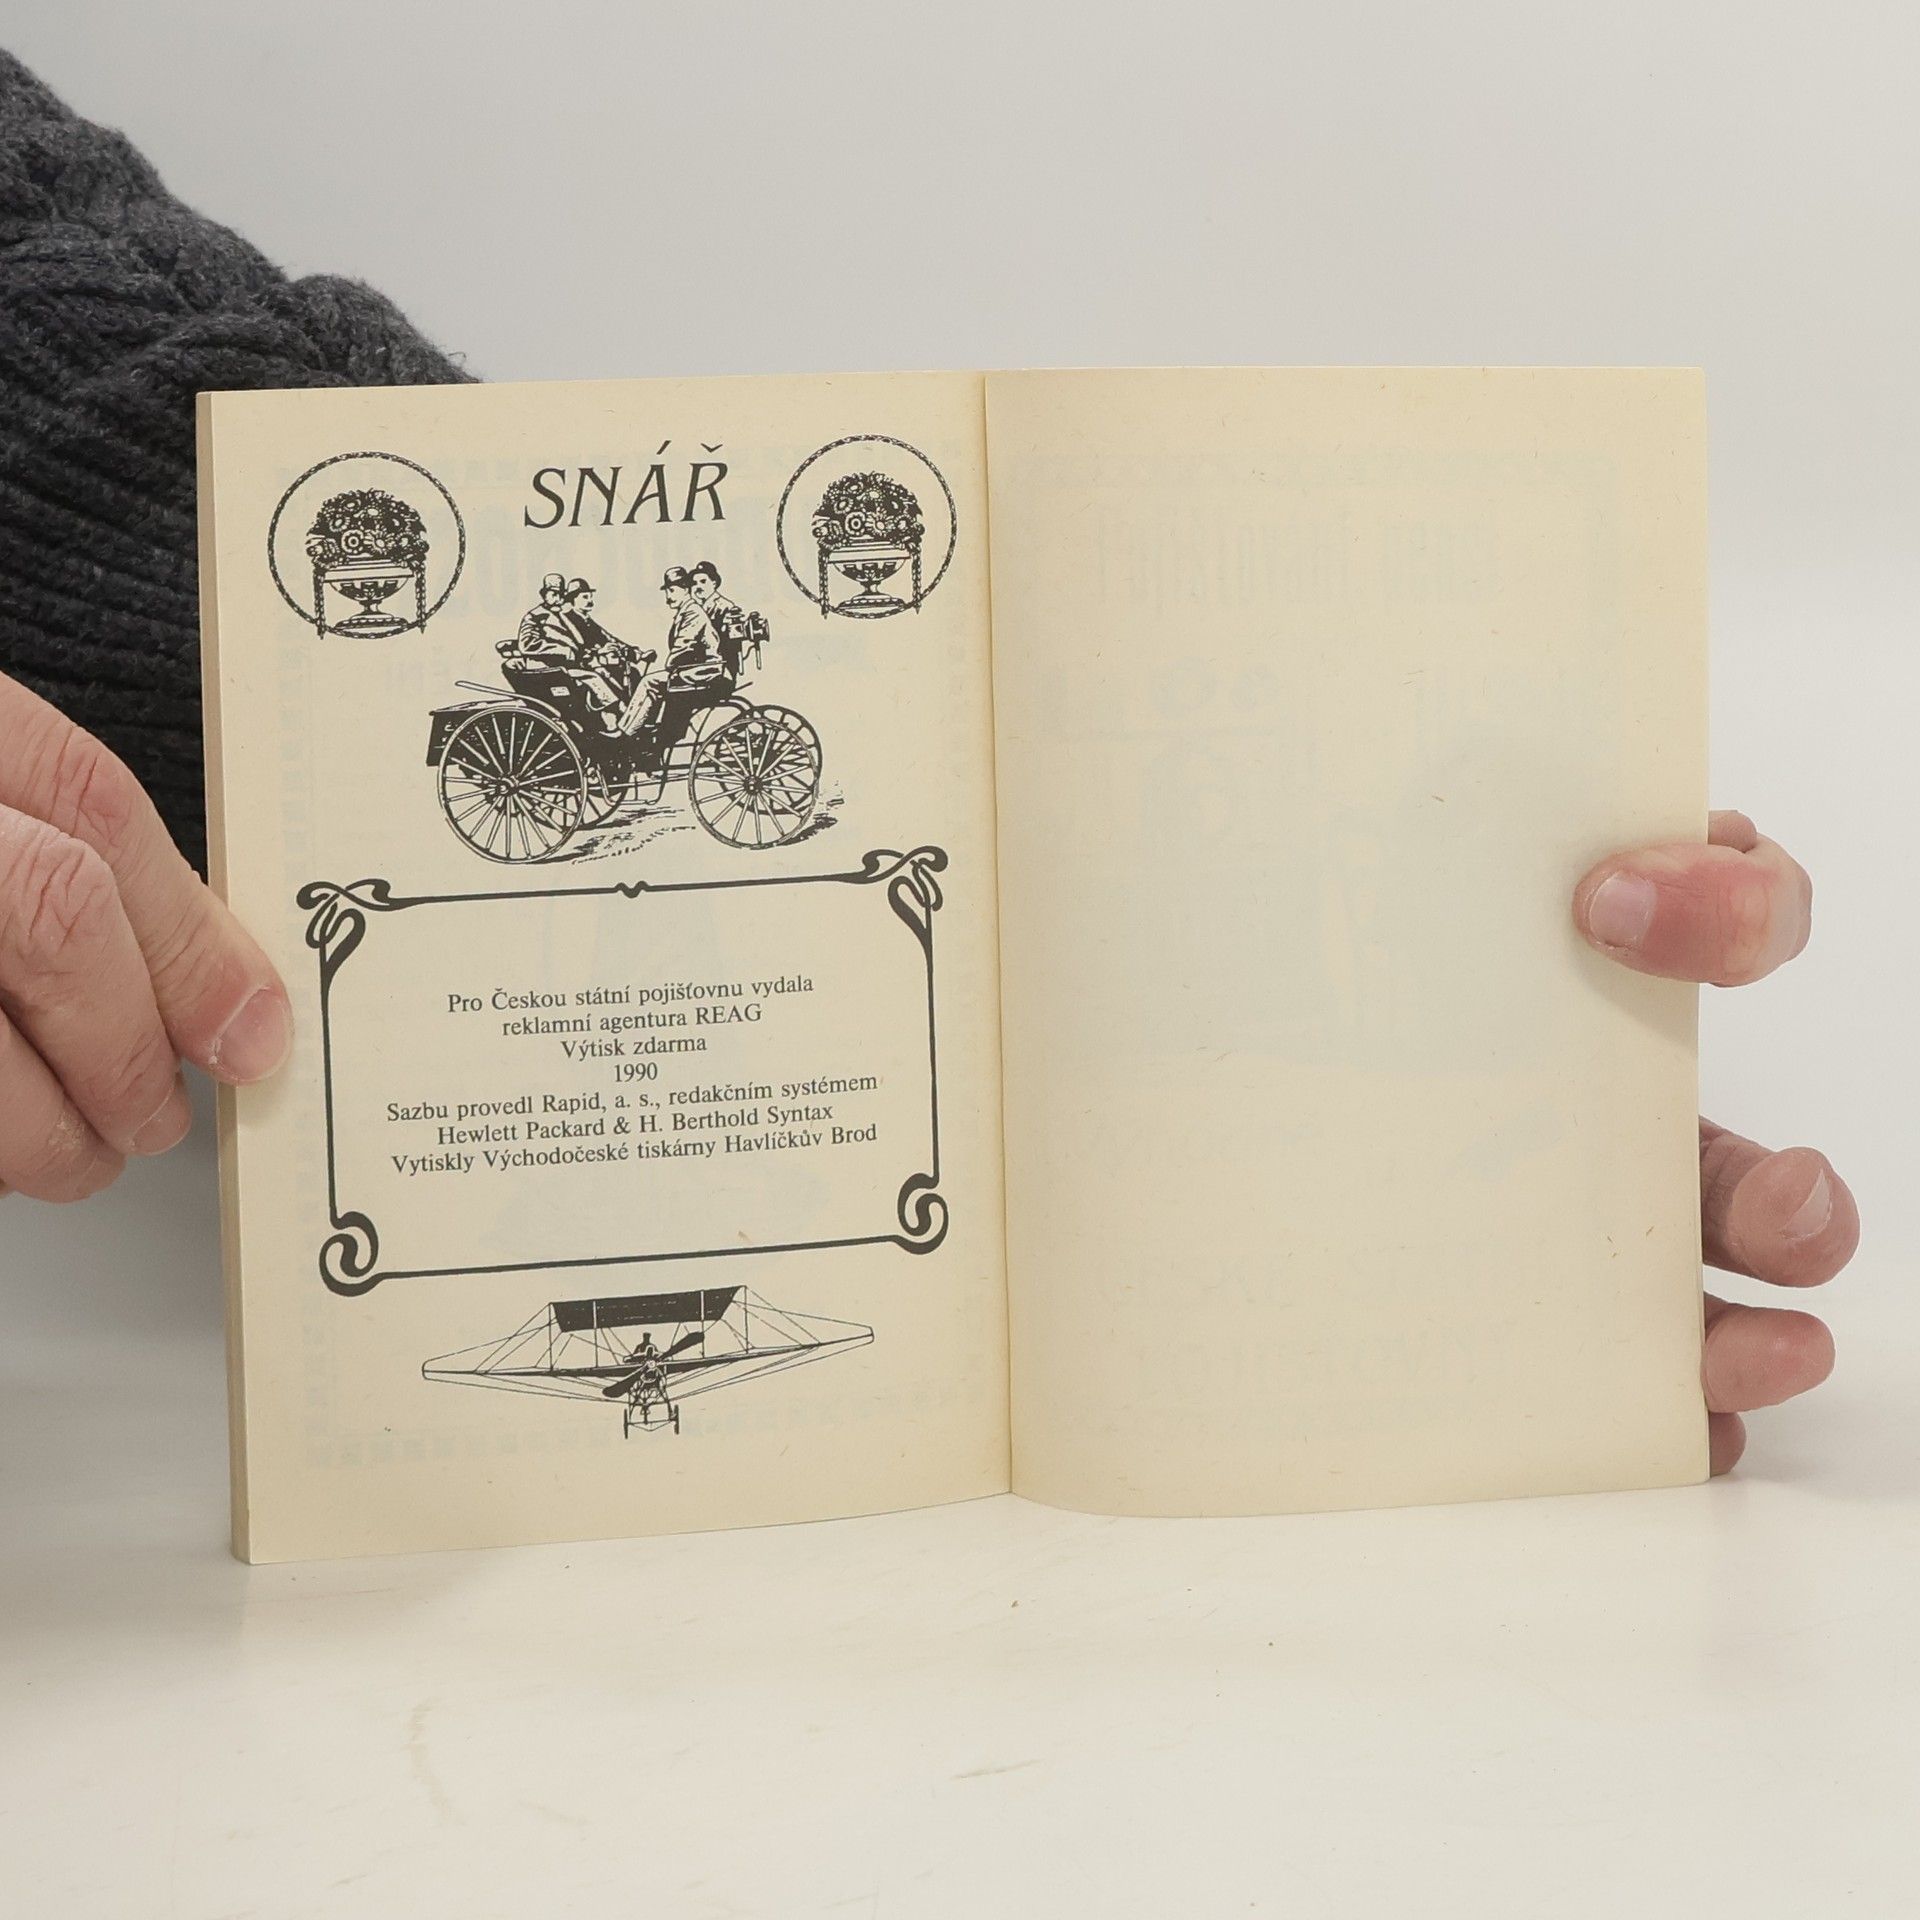 SNÁŘ
Pro Českou státní pojišťovnu vydala
reklamní agentura REAG
Výtisk zdarma
1990
Sazbu provedl Rapid, a. s., redakčním systémem
Hewlett Packard & H. Berthold Syntax
Vytiskly Východočeské tiskárny Havlíčkův Brod